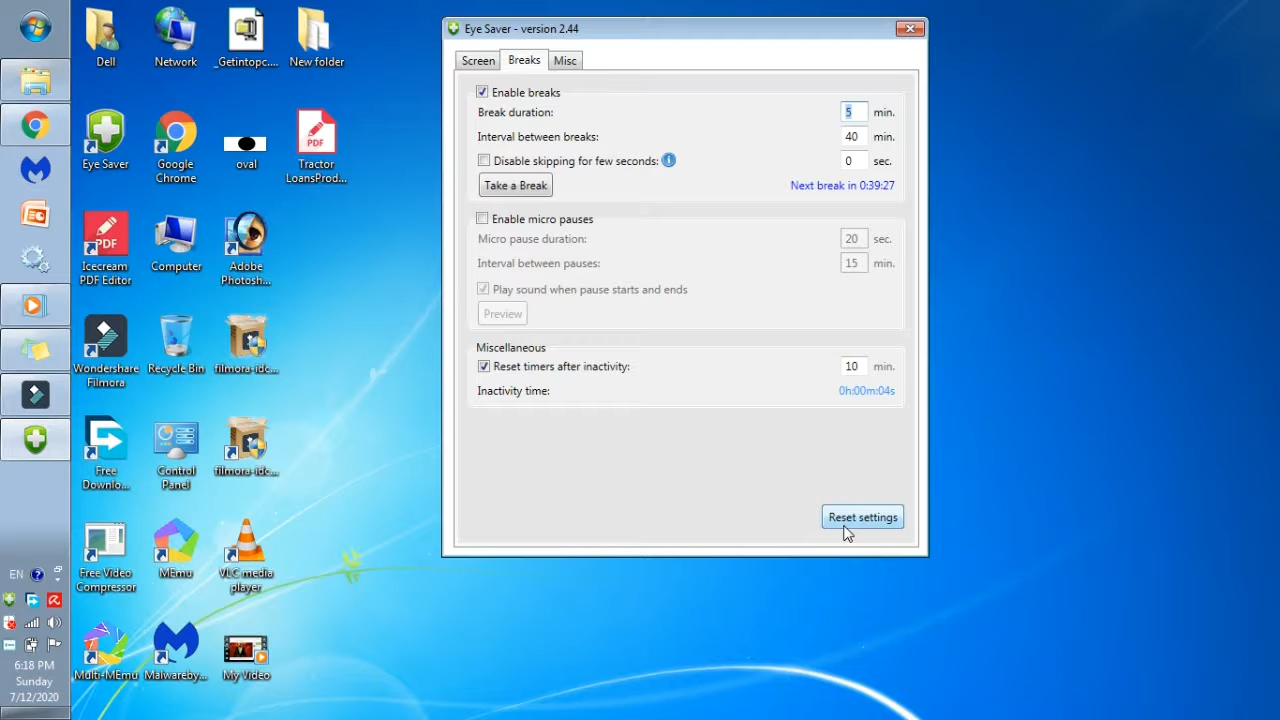 Eye Saver - version 2.44
Screen
Breaks
Misc
Enable breaks
Break duration: 5 min.
Interval between breaks: 40 min.
Disable skipping for few seconds: 0 sec.
Take a Break
Next break in 0:39:27
Enable micro pauses
Micro pause duration: 20 sec.
Interval between pauses: 15 min.
Play sound when pause starts and ends
Preview
Miscellaneous
Reset timers after inactivity: 10 min.
Inactivity time: 0h:00m:04s
Reset settings
Dell
Network
_Getintopc....
New folder
Eye Saver
Google
Chrome
oval
PDF
Tractor
LoansProd...
PDF
Icecream
PDF Editor
Computer
Adobe
Photosh...
Wondershare
Filmora
Recycle Bin
filmora-idc...
Free
Downlo...
Control
Panel
filmora-idc...
Free Video
Compressor
MEmu
VLC media
player
Multi-MEmu
Malwareby...
My Video
EN
6:18 PM
Sunday
7/12/2020